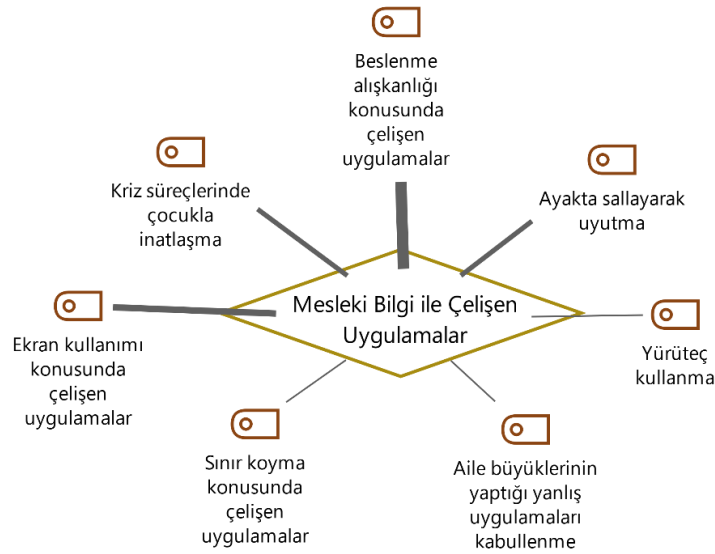 Beslenme
alışkanlığı
konusunda
çelişen
uygulamalar
Kriz süreçlerinde
çocukla
inatlaşma
Ayakta sallayarak
uyutma
Mesleki Bilgi ile Çelişen
Uygulamalar
Ekran kullanımı
konusunda
çelişen
uygulamalar
Yürüteç
kullanma
Sınır koyma
konusunda
çelişen
uygulamalar
Aile büyüklerinin
yaptığı yanlış
uygulamaları
kabullenme